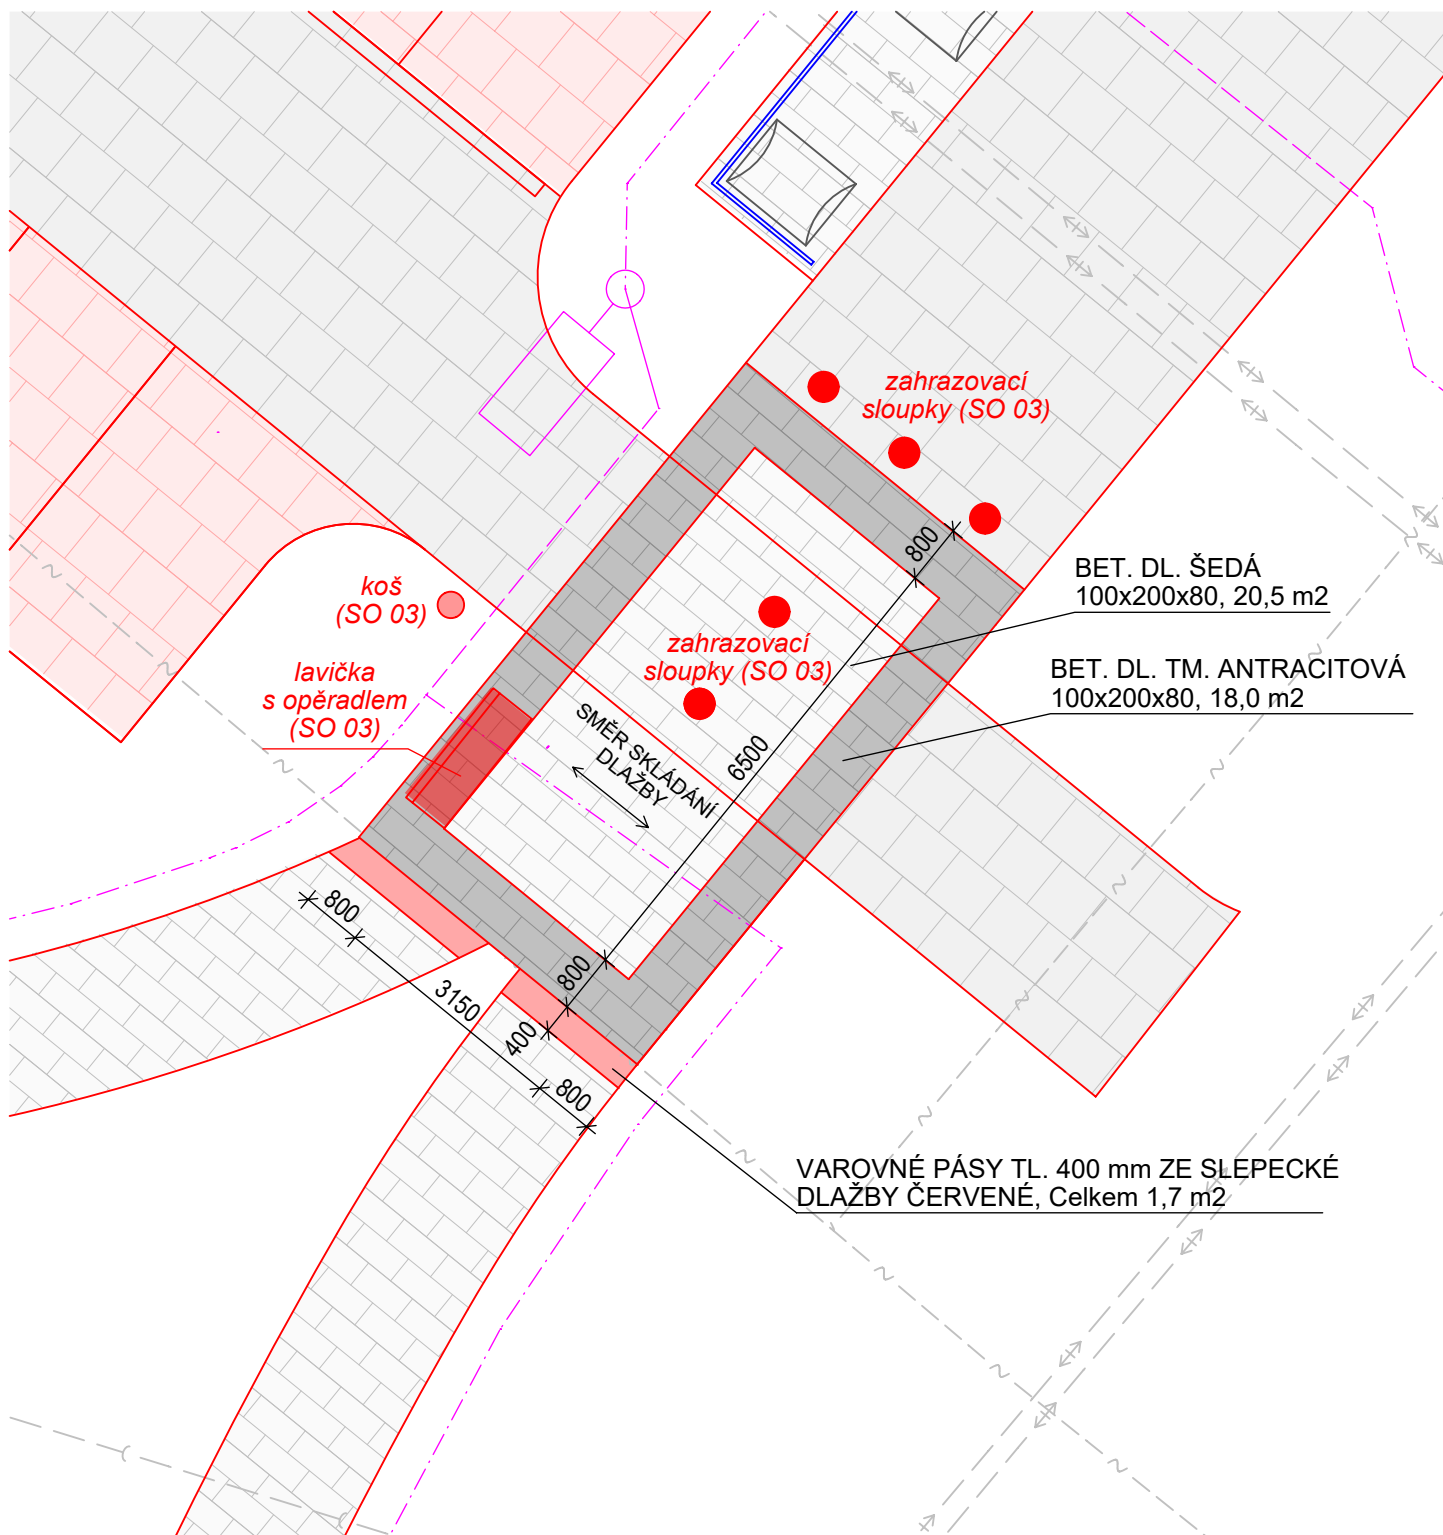 zahrazovací
sloupky (SO 03)
800
BET. DL. ŠEDÁ
100x200x80, 20,5 m2
koš
(SO 03)
zahrazovací
sloupky (SO 03)
BET. DL. TM. ANTRACITOVÁ
100x200x80, 18,0 m2
lavička
s opěradlem
(SO 03)
SMĚR SKLÁDÁNÍ
DLAŽBY
6500
800
800
3150
400
800
VAROVNÉ PÁSY TL. 400 mm ZE SLEPECKÉ
DLAŽBY ČERVENÉ, Celkem 1,7 m2